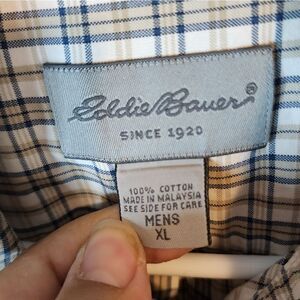 Eddie Bauer®
SINCE 1920
100% COTTON
MADE IN MALAYSIA
SEE SIDE FOR CARE
MENS
XL